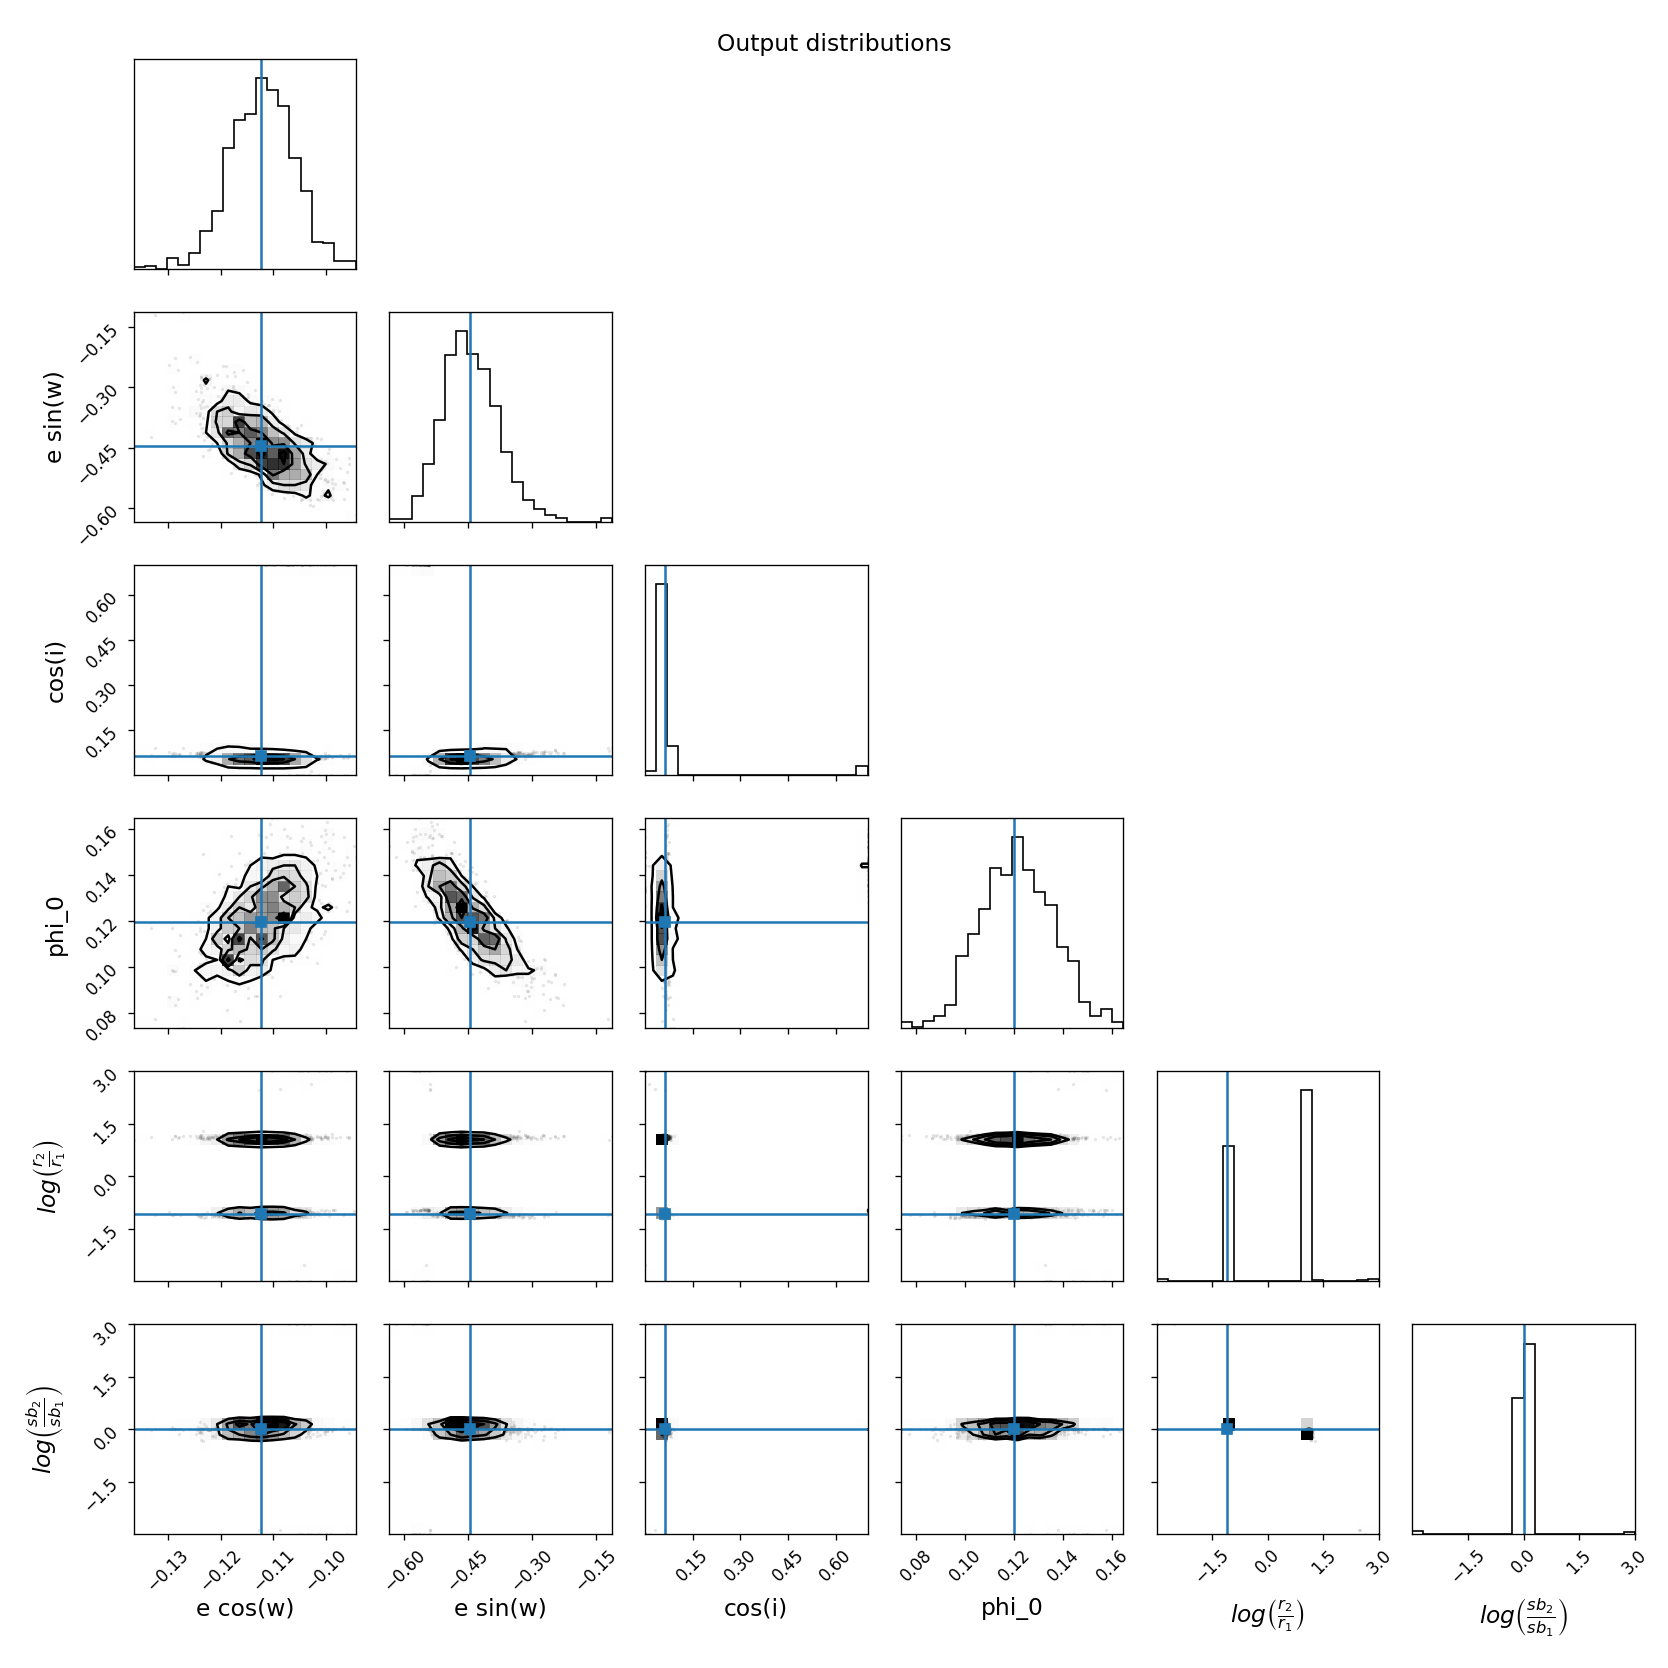 Output distributions
−0.15
−0.30
−0.45
−0.60
e sin(w)
0.60
0.45
0.30
0.15
cos(i)
0.16
0.14
0.12
0.10
0.08
phi_0
3.0
1.5
0.0
−1.5
log(r₂/r₁)
3.0
1.5
0.0
−1.5
log(sb₂/sb₁)
−0.13 −0.12 −0.11 −0.10
−0.60 −0.45 −0.30 −0.15
0.15 0.30 0.45 0.60
0.08 0.10 0.12 0.14 0.16
−1.5 0.0 1.5 3.0
−1.5 0.0 1.5 3.0
e cos(w)
e sin(w)
cos(i)
phi_0
log(r₂/r₁)
log(sb₂/sb₁)